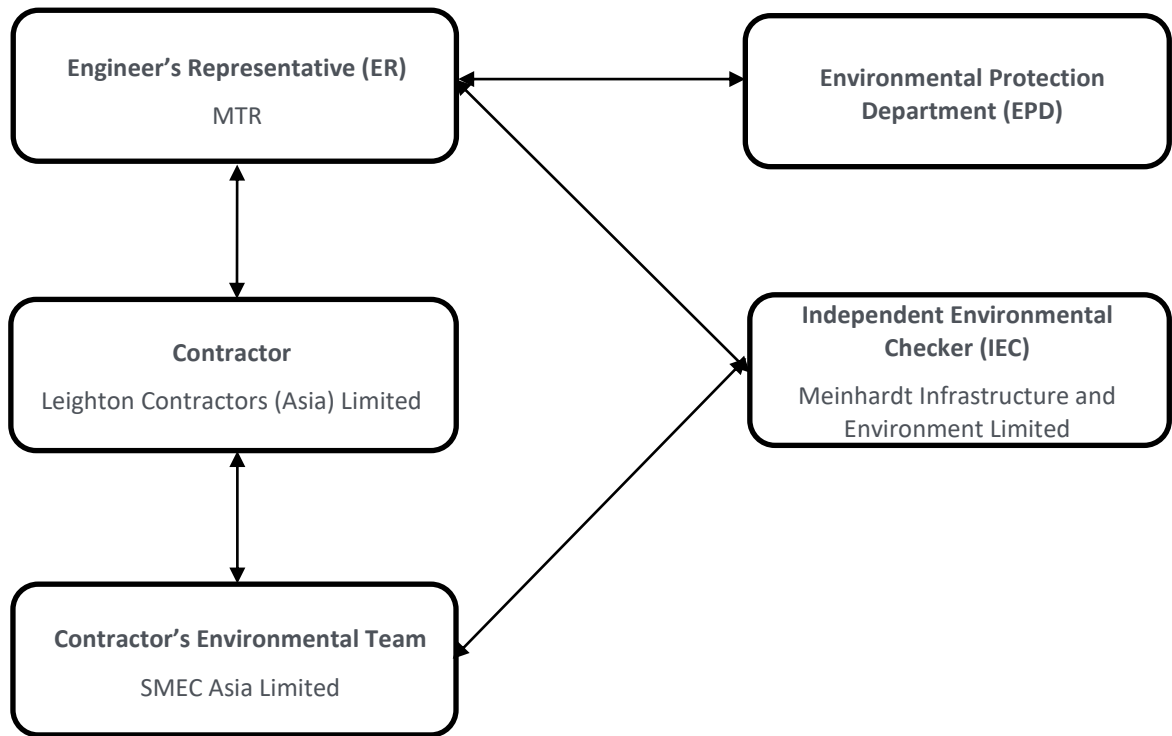 Engineer’s Representative (ER)
MTR
Environmental Protection
Department (EPD)
Contractor
Leighton Contractors (Asia) Limited
Independent Environmental
Checker (IEC)
Meinhardt Infrastructure and
Environment Limited
Contractor’s Environmental Team
SMEC Asia Limited